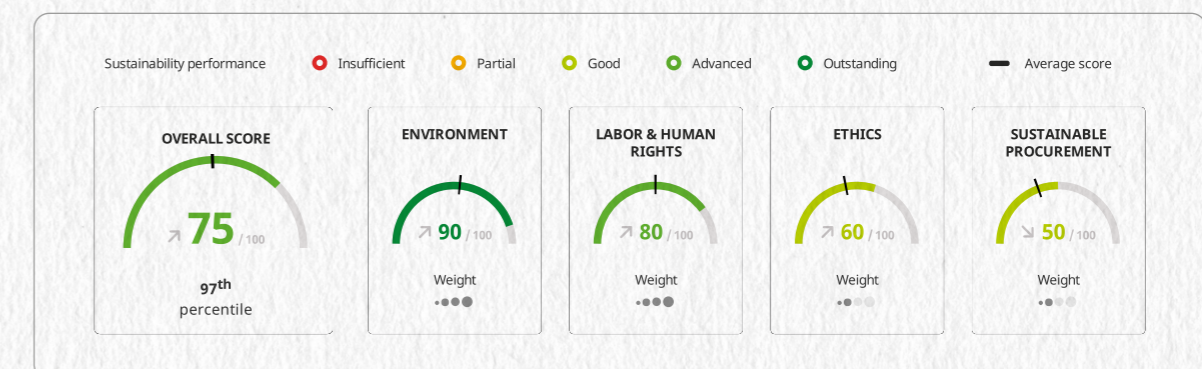 Sustainability performance Insufficient Partial Good Advanced Outstanding Average score
OVERALL SCORE
75 / 100
97th
percentile
ENVIRONMENT
90 / 100
Weight
LABOR & HUMAN
RIGHTS
80 / 100
Weight
ETHICS
60 / 100
Weight
SUSTAINABLE
PROCUREMENT
50 / 100
Weight